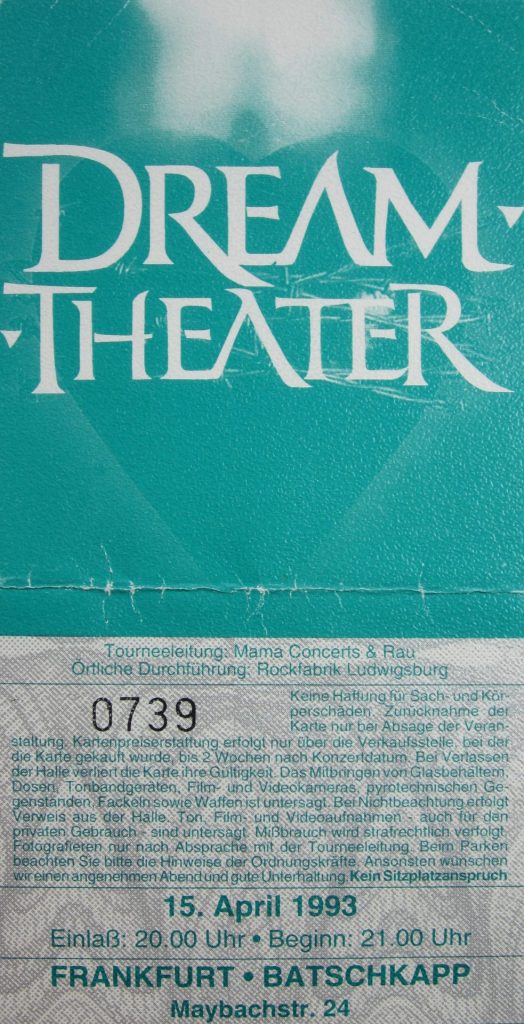 DREAM
THEATER
Tourneeleitung: Mama Concerts & Rau
Örtliche Durchführung: Rockfabrik Ludwigsburg
0739
Keine Haftung für Sach- und Kör-
perschäden. Zurücknahme der
Karte nur bei Absage der Veran-
staltung. Kartenpreiserstattung erfolgt nur über die Verkaufsstelle, bei der
die Karte gekauft wurde, bis 2 Wochen nach Konzertdatum. Bei Verlassen
der Halle verliert die Karte ihre Gültigkeit. Das Mitbringen von Glasbehältern,
Dosen, Tonbandgeräten, Film- und Videokameras, pyrotechnischen Ge-
genständen, Fackeln sowie Waffen ist untersagt. Bei Nichtbeachtung erfolgt
Verweis aus der Halle. Ton, Film- und Videoaufnahmen - auch für den
privaten Gebrauch - sind untersagt. Mißbrauch wird strafrechtlich verfolgt.
Fotografieren nur nach Absprache mit der Tourneeleitung. Beim Parken
beachten Sie bitte die Hinweise der Ordnungskräfte. Ansonsten wünschen
wir einen angenehmen Abend und gute Unterhaltung. Kein Sitzplatzanspruch
15. April 1993
Einlaß: 20.00 Uhr • Beginn: 21.00 Uhr
FRANKFURT • BATSCHKAPP
Maybachstr. 24